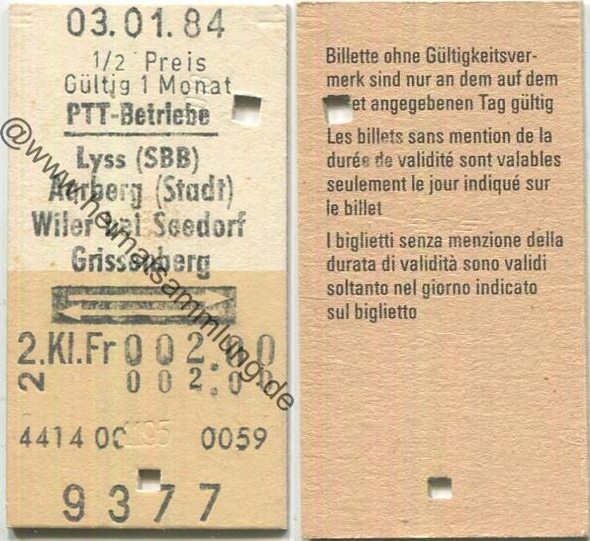 03.01.84
1/2 Preis
Gültig 1 Monat
PTT-Betriebe
Lyss (SBB)
Aarberg (Stadt)
Wiler bei Seedorf
Grissenberg
2.Kl.Fr 002.00
2 002.00
4414 00 0059
9377
@www.heimatsammlung.de
Billette ohne Gültigkeitsver-
merk sind nur an dem auf dem
angegebenen Tag gültig
Les billets sans mention de la
durée de validité sont valables
seulement le jour indiqué sur
le billet
I biglietti senza menzione della
durata di validità sono validi
soltanto nel giorno indicato
sul biglietto